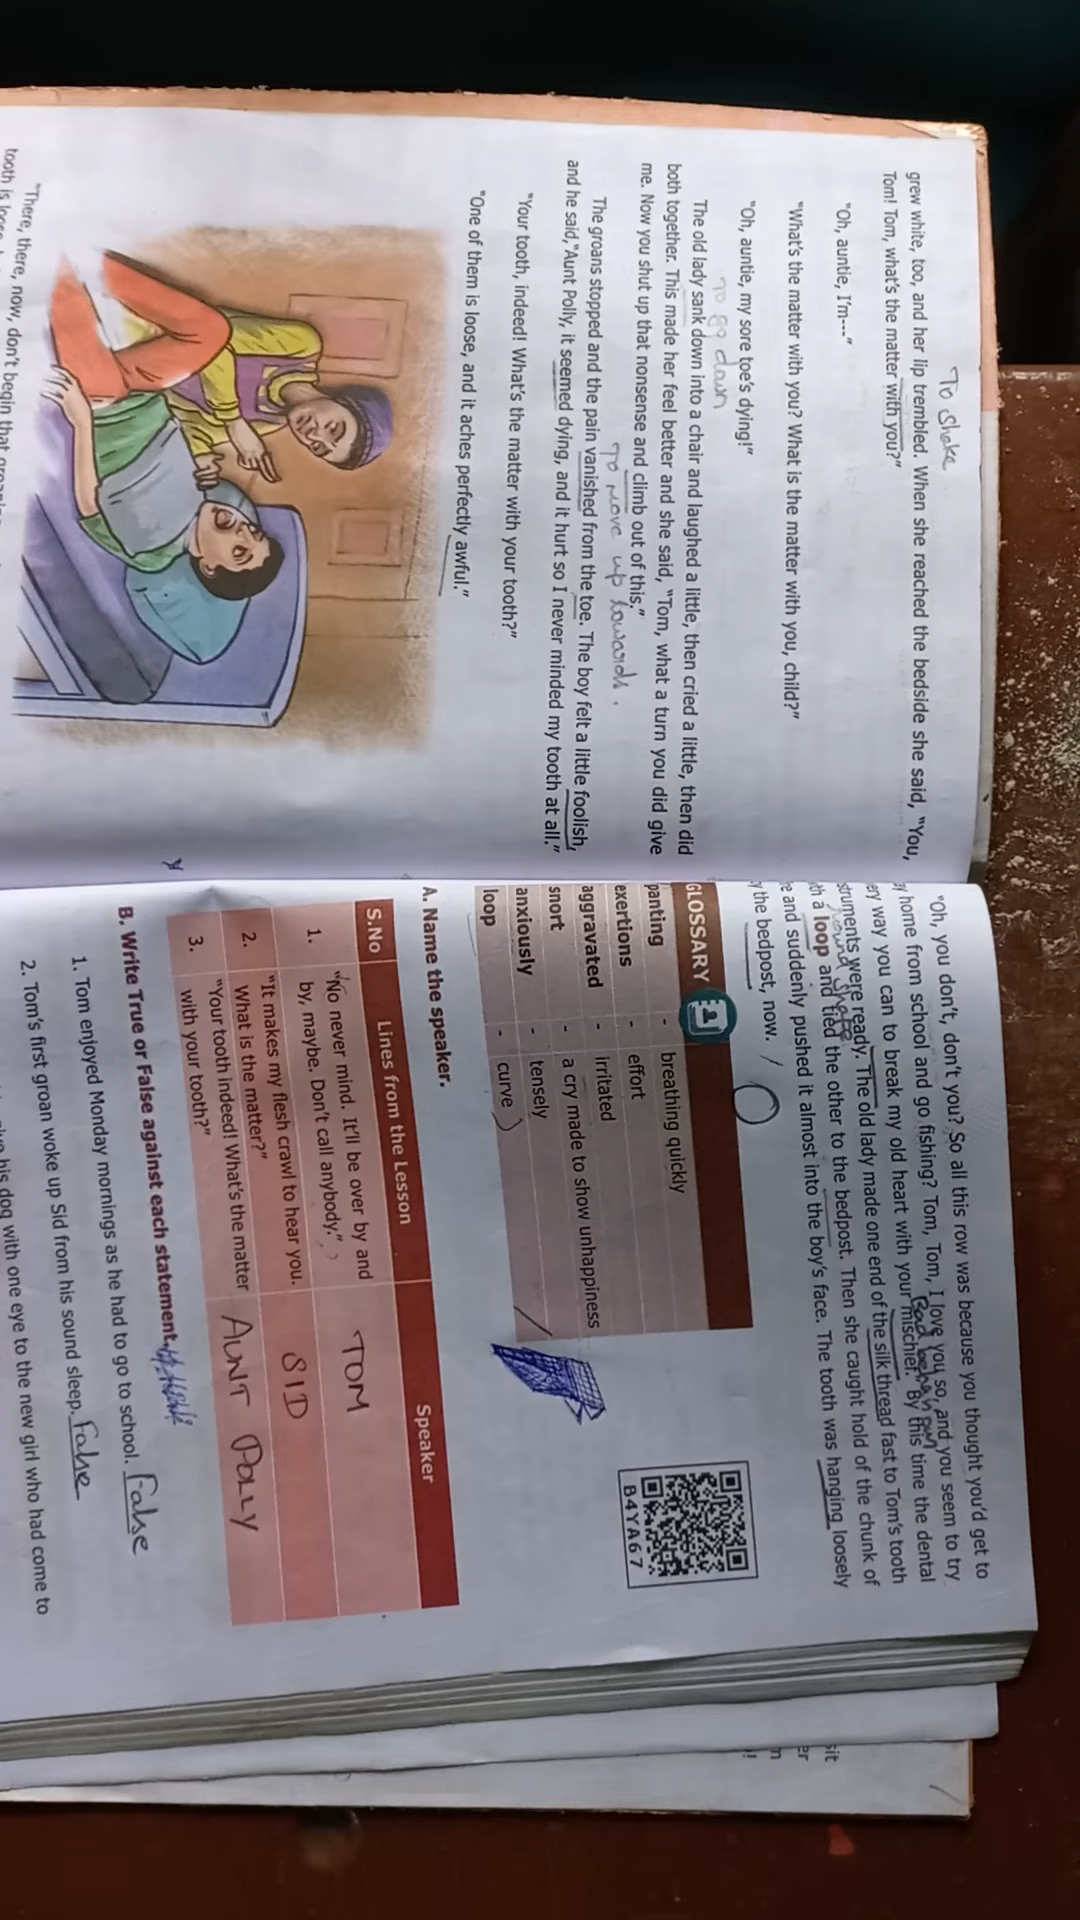 To Shake
grew white, too, and her lip trembled. When she reached the bedside she said, "You,
Tom! Tom, what's the matter with you?"
"Oh, auntie, I'm---"
"What's the matter with you? What is the matter with you, child?"
"Oh, auntie, my sore toe's dying!"
To go down
The old lady sank down into a chair and laughed a little, then cried a little, then did
both together. This made her feel better and she said, "Tom, what a turn you did give
me. Now you shut up that nonsense and climb out of this."
To move up towards.
The groans stopped and the pain vanished from the toe. The boy felt a little foolish,
and he said,"Aunt Polly, it seemed dying, and it hurt so I never minded my tooth at all."
"Your tooth, indeed! What's the matter with your tooth?"
"One of them is loose, and it aches perfectly awful."
"There, there, now, don't begin that
tooth is
"Oh, you don't, don't you? So all this row was because you thought you'd get to
home from school and go fishing? Tom, Tom, I love you so, and you seem to try
Bad
way you can to break my old heart with your mischief." By this time the dental
were ready. The old lady made one end of the silk thread fast to Tom's tooth
round shape
a loop and tied the other to the bedpost. Then she caught hold of the chunk of
and suddenly pushed it almost into the boy's face. The tooth was hanging loosely
the bedpost, now.
GLOSSARY
panting - breathing quickly
exertions - effort
aggravated - irritated
snort - a cry made to show unhappiness
anxiously - tensely
loop - curve
B4YA67
A. Name the speaker.
S.No Lines from the Lesson Speaker
1. "No never mind. It'll be over by and
by, maybe. Don't call anybody." TOM
2. "It makes my flesh crawl to hear you.
What is the matter?" SID
3. "Your tooth indeed! What's the matter
with your tooth?" AUNT POLLY
B. Write True or False against each statement.
1. Tom enjoyed Monday mornings as he had to go to school. False
2. Tom's first groan woke up Sid from his sound sleep. False
his dog with one eye to the new girl who had come to